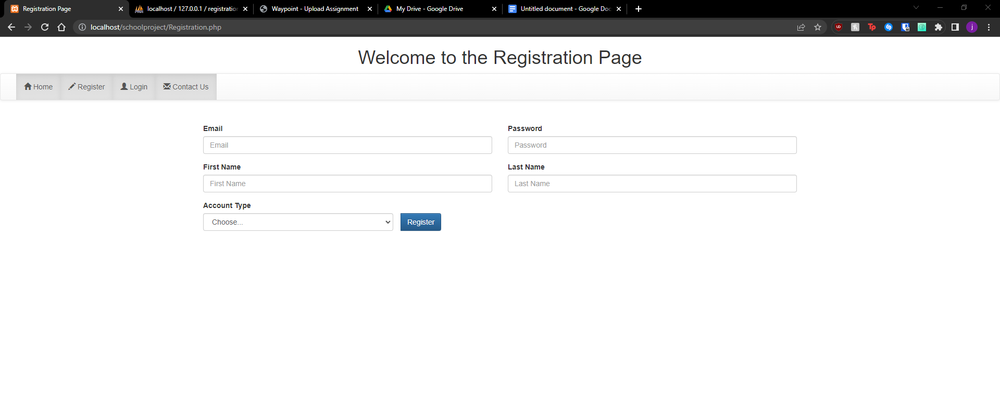 Registration Page
localhost / 127.0.0.1 / registration
Waypoint - Upload Assignment
My Drive - Google Drive
Untitled document - Google Doc
localhost/schoolproject/Registration.php
Tp
j
Welcome to the Registration Page
Home
Register
Login
Contact Us
Email
Password
Email
Password
First Name
Last Name
First Name
Last Name
Account Type
Choose...
Register